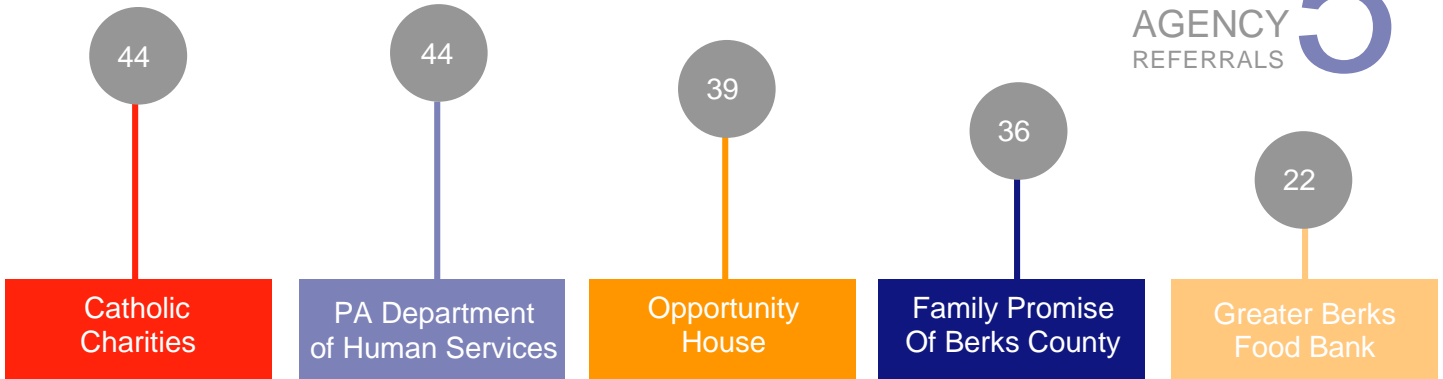 AGENCY
REFERRALS
5
44
44
39
36
22
Catholic
Charities
PA Department
of Human Services
Opportunity
House
Family Promise
Of Berks County
Greater Berks
Food Bank